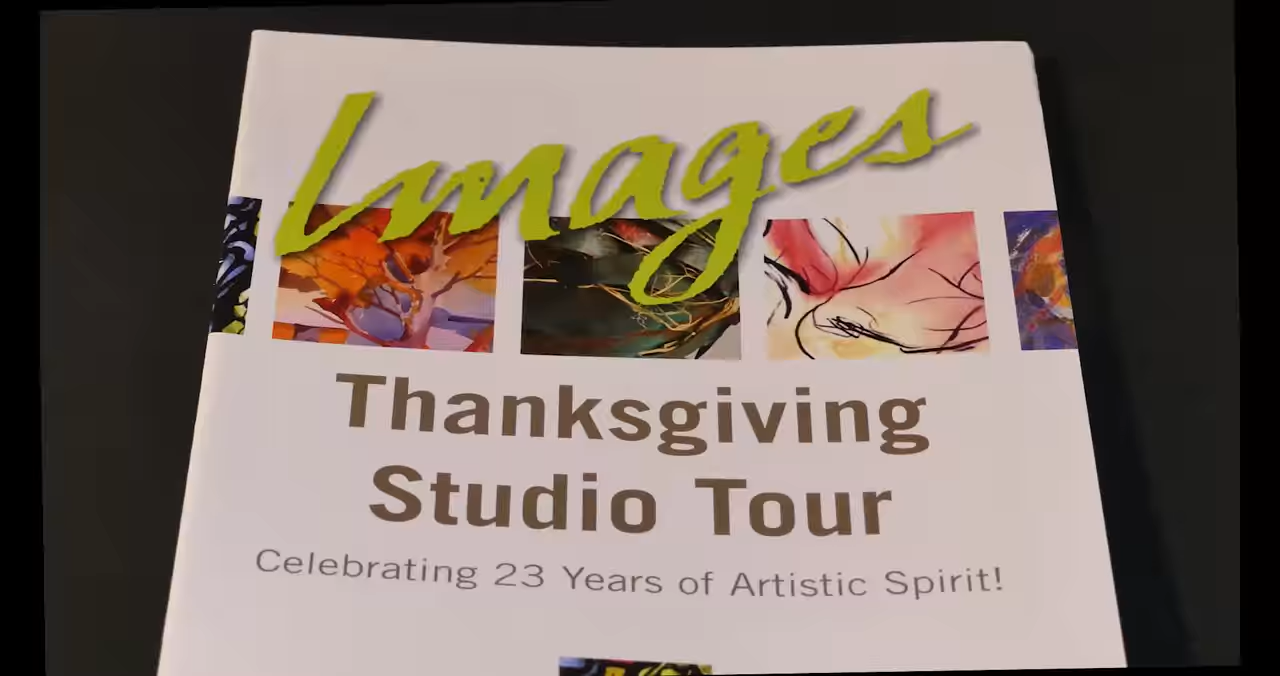 Images
Thanksgiving
Studio Tour
Celebrating 23 Years of Artistic Spirit!